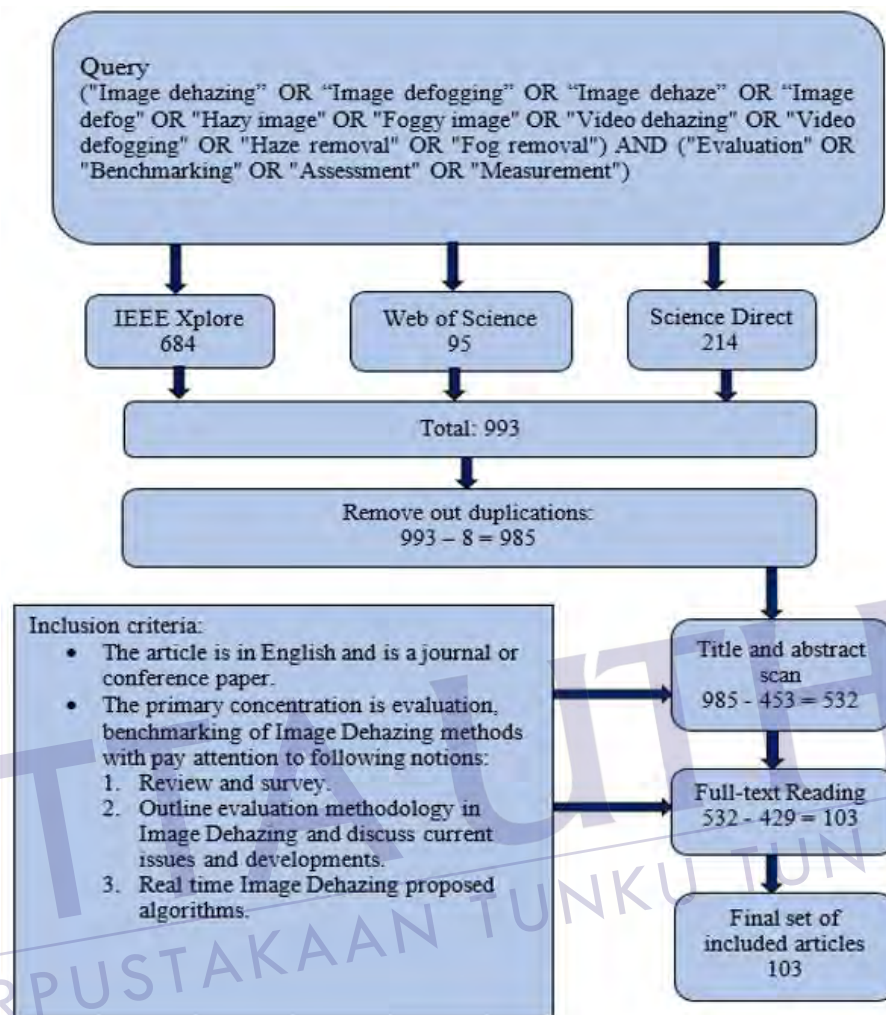 Query
("Image dehazing” OR “Image defogging” OR “Image dehaze” OR “Image
defog" OR "Hazy image" OR "Foggy image" OR "Video dehazing" OR "Video
defogging" OR "Haze removal" OR "Fog removal") AND ("Evaluation" OR
"Benchmarking" OR "Assessment" OR "Measurement")
IEEE Xplore
684
Web of Science
95
Science Direct
214
Total: 993
Remove out duplications:
993 – 8 = 985
Inclusion criteria:
• The article is in English and is a journal or
conference paper.
• The primary concentration is evaluation,
benchmarking of Image Dehazing methods
with pay attention to following notions:
1. Review and survey.
2. Outline evaluation methodology in
Image Dehazing and discuss current
issues and developments.
3. Real time Image Dehazing proposed
algorithms.
Title and abstract
scan
985 - 453 = 532
Full-text Reading
532 - 429 = 103
Final set of
included articles
103
TTAUTH
RPUSTAKAAN TUNKU TUN